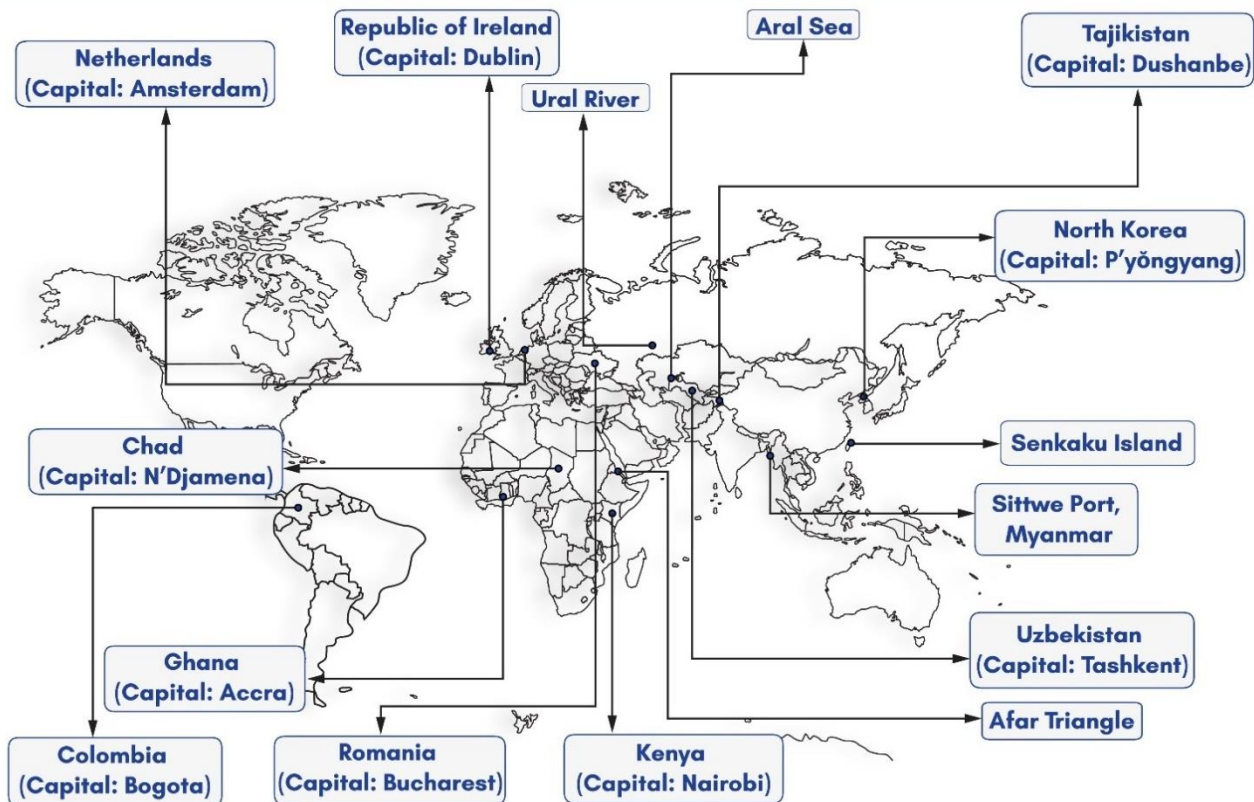 Republic of Ireland
(Capital: Dublin)
Aral Sea
Tajikistan
(Capital: Dushanbe)
Netherlands
(Capital: Amsterdam)
Ural River
North Korea
(Capital: P'yŏngyang)
Chad
(Capital: N'Djamena)
Senkaku Island
Sittwe Port,
Myanmar
Uzbekistan
(Capital: Tashkent)
Ghana
(Capital: Accra)
Afar Triangle
Colombia
(Capital: Bogota)
Romania
(Capital: Bucharest)
Kenya
(Capital: Nairobi)